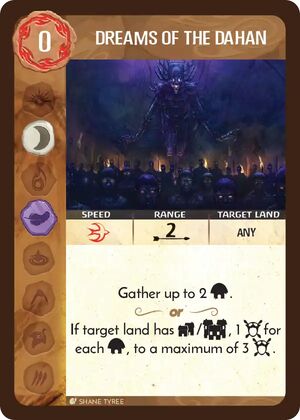 0
DREAMS OF THE DAHAN
SPEED RANGE TARGET LAND
2 ANY
Gather up to 2 .
or
If target land has / , 1 for
each , to a maximum of 3 .
SHANE TYREE